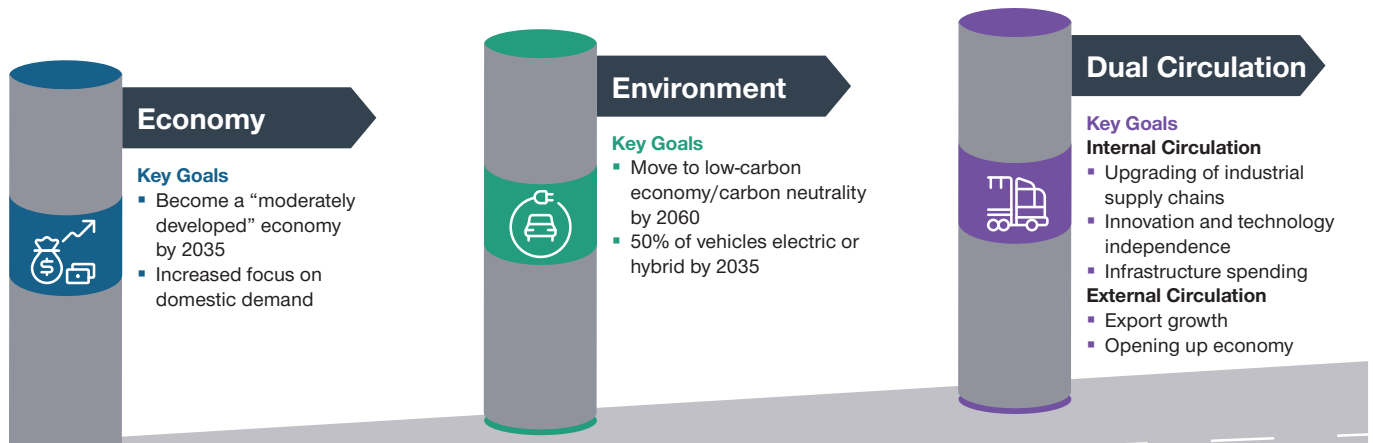 Economy
Key Goals
▪ Become a “moderately
developed” economy
by 2035
▪ Increased focus on
domestic demand
Environment
Key Goals
▪ Move to low-carbon
economy/carbon neutrality
by 2060
▪ 50% of vehicles electric or
hybrid by 2035
Dual Circulation
Key Goals
Internal Circulation
▪ Upgrading of industrial
supply chains
▪ Innovation and technology
independence
▪ Infrastructure spending
External Circulation
▪ Export growth
▪ Opening up economy
$